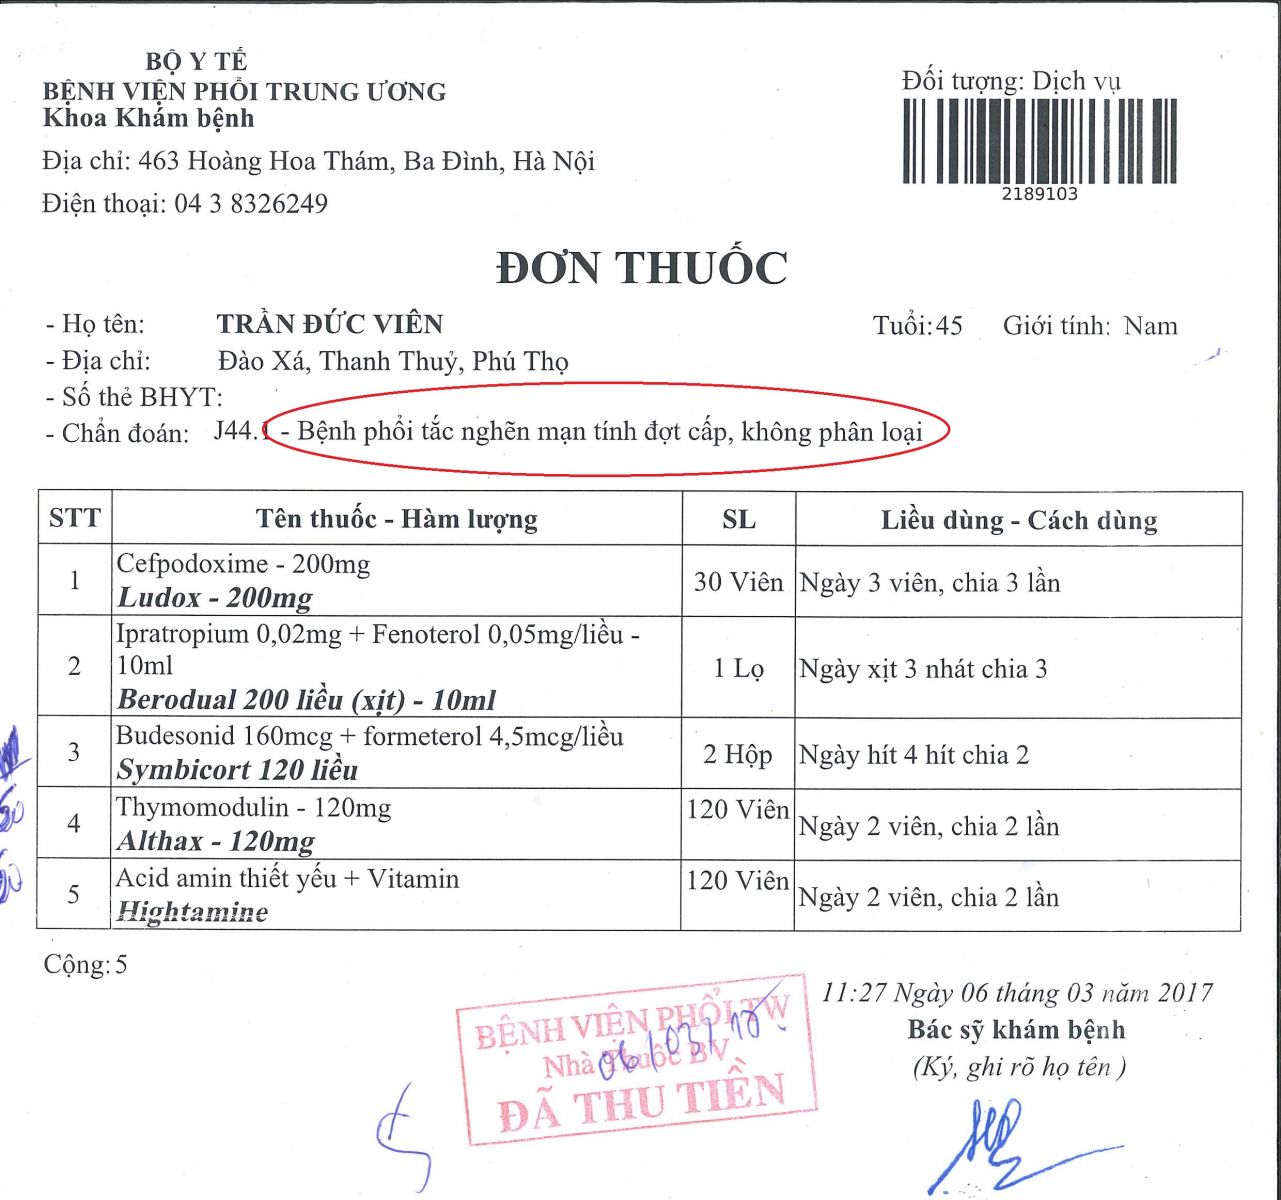 BỘ Y TẾ
BỆNH VIỆN PHỔI TRUNG ƯƠNG
Khoa Khám bệnh
Địa chỉ: 463 Hoàng Hoa Thám, Ba Đình, Hà Nội
Điện thoại: 04 3 8326249
Đối tượng: Dịch vụ
2189103
ĐƠN THUỐC
- Họ tên: TRẦN ĐỨC VIÊN Tuổi: 45 Giới tính: Nam
- Địa chỉ: Đào Xá, Thanh Thuỷ, Phú Thọ
- Số thẻ BHYT:
- Chẩn đoán: J44.1 - Bệnh phổi tắc nghẽn mạn tính đợt cấp, không phân loại
STT Tên thuốc - Hàm lượng SL Liều dùng - Cách dùng
1 Cefpodoxime - 200mg
Ludox - 200mg
30 Viên Ngày 3 viên, chia 3 lần
2 Ipratropium 0,02mg + Fenoterol 0,05mg/liều -
10ml
Berodual 200 liều (xịt) - 10ml
1 Lọ Ngày xịt 3 nhát chia 3
3 Budesonid 160mcg + formeterol 4,5mcg/liều
Symbicort 120 liều
2 Hộp Ngày hít 4 hít chia 2
4 Thymomodulin - 120mg
Althax - 120mg
120 Viên Ngày 2 viên, chia 2 lần
5 Acid amin thiết yếu + Vitamin
Hightamine
120 Viên Ngày 2 viên, chia 2 lần
Cộng: 5
11:27 Ngày 06 tháng 03 năm 2017
Bác sỹ khám bệnh
(Ký, ghi rõ họ tên )
BỆNH VIỆN PHỔI TW
Nhà Thuốc BV
ĐÃ THU TIỀN